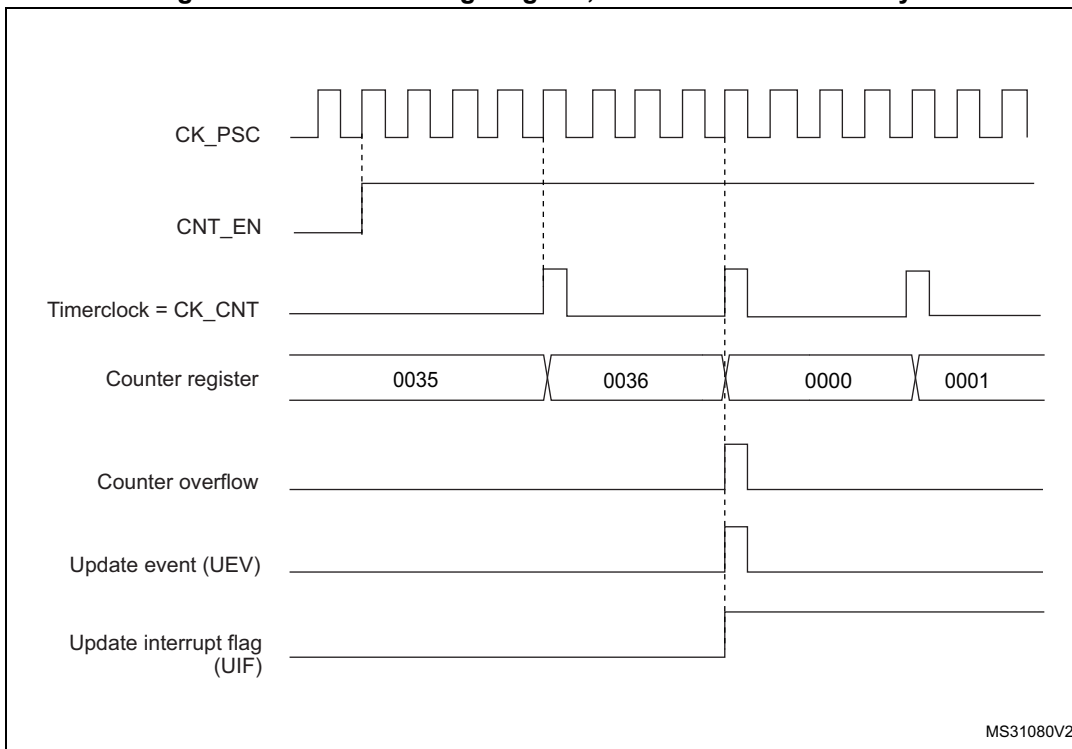 CK_PSC
CNT_EN
Timerclock = CK_CNT
Counter register
0035
0036
0000
0001
Counter overflow
Update event (UEV)
Update interrupt flag
(UIF)
MS31080V2